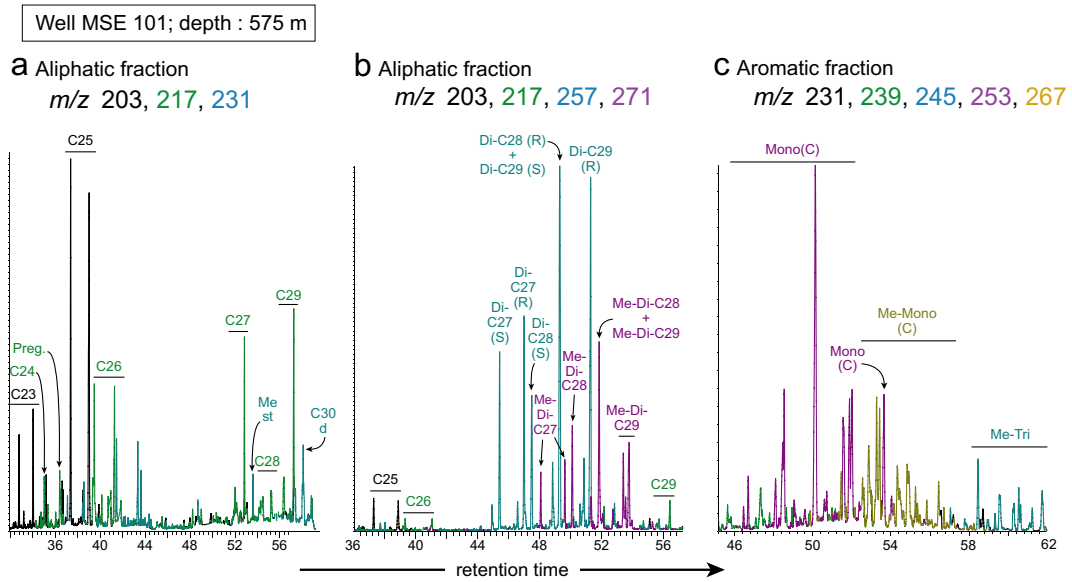 Well MSE 101; depth : 575 m
a Aliphatic fraction
m/z 203, 217, 231
C25
Preg.
C24
C23
C26
C27
C29
Me
st
C28
C30
d
36 40 44 48 52 56
b Aliphatic fraction
m/z 203, 217, 257, 271
Di-C28 (R)
+
Di-C29 (S)
Di-C29
(R)
Di-
C27
(R)
Di-
C27
(S)
Di-
C28
(S)
Me-
Di-
C28
Me-
Di-
C27
Me-Di-C28
+
Me-Di-C29
Me-Di-
C29
C25
C26
C29
36 40 44 48 52 56
c Aromatic fraction
m/z 231, 239, 245, 253, 267
Mono(C)
Me-Mono
(C)
Mono
(C)
Me-Tri
46 50 54 58 62
retention time